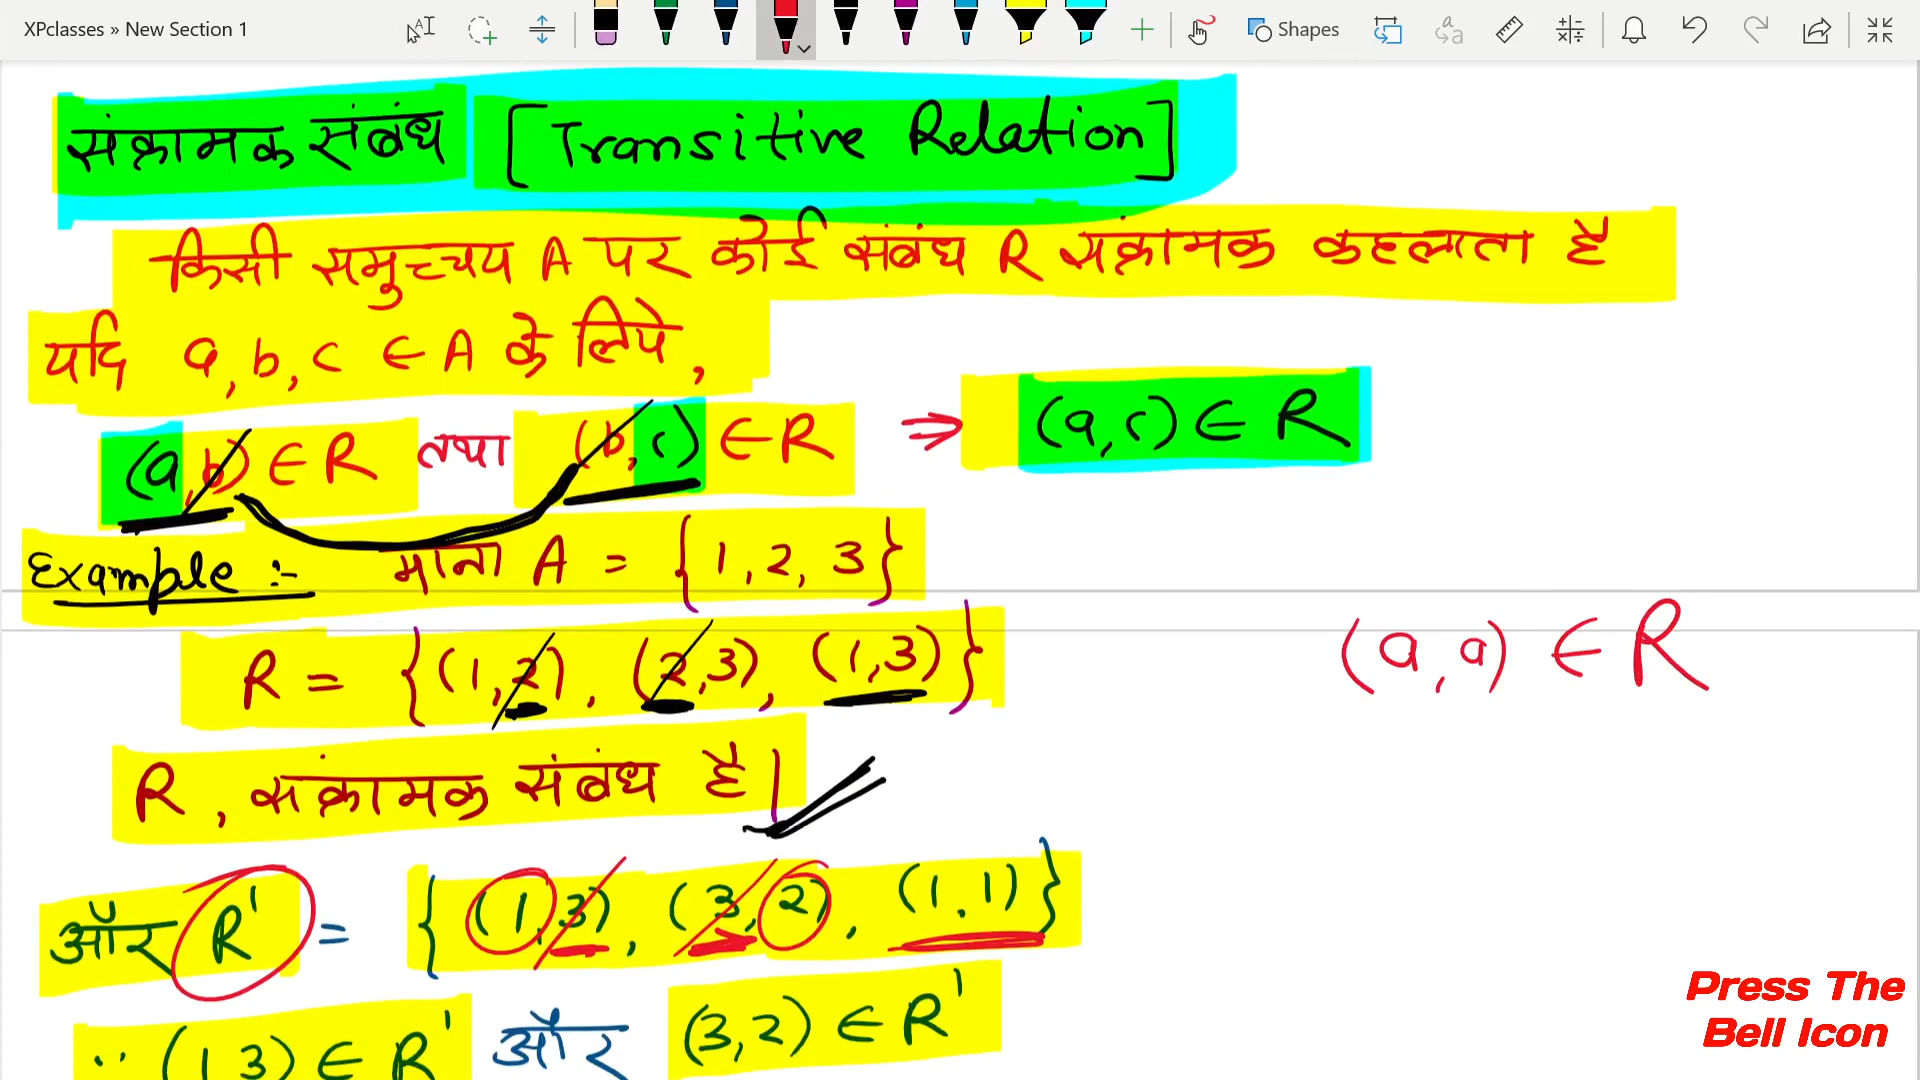 XPclasses » New Section 1
Shapes
संक्रामक संबंध [Transitive Relation]
किसी समुच्चय A पर कोई संबंध R संक्रामक कहलाता है
यदि a, b, c ∈ A के लिये,
(a, b) ∈ R तथा (b, c) ∈ R ⇒ (a, c) ∈ R
Example :- माना A = {1, 2, 3}
R = {(1, 2), (2, 3), (1, 3)}
(a, a) ∈ R
R, संक्रामक संबंध है|
और R' = {(1, 3), (3, 2), (1, 1)}
∵ (1 3) ∈ R' और (3, 2) ∈ R'
Press The
Bell Icon